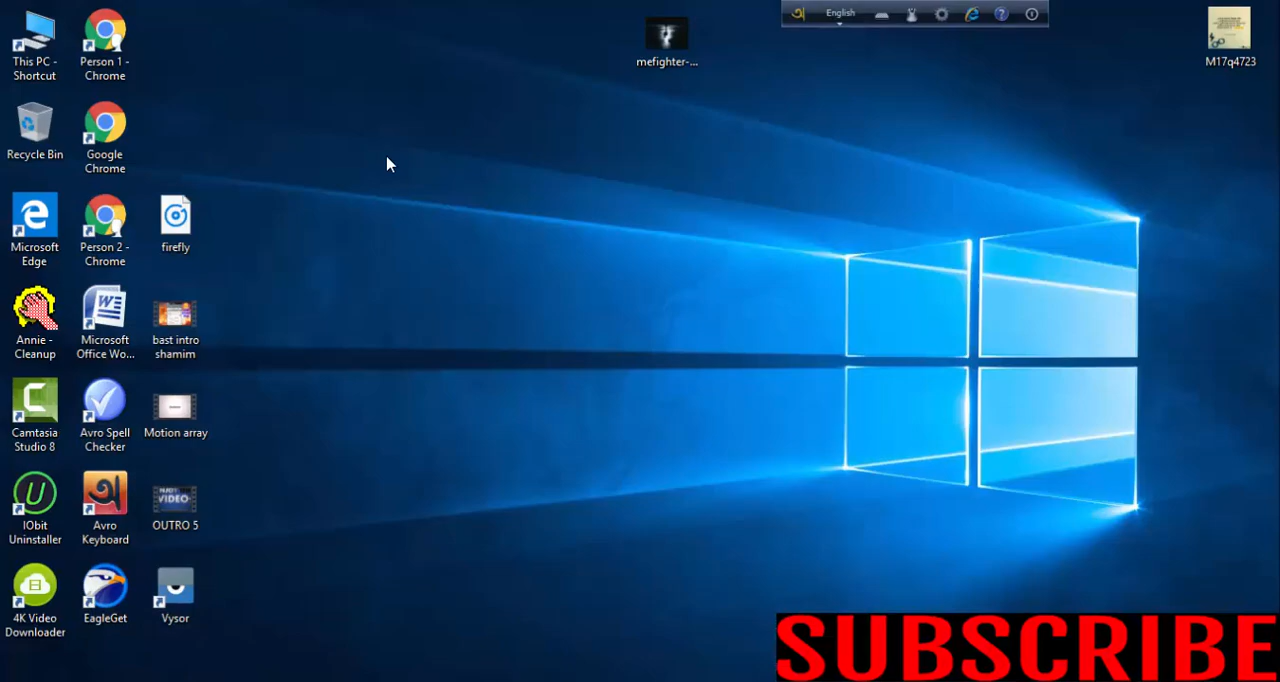 অ
English
This PC -
Shortcut
Person 1 -
Chrome
mefighter-...
M17q4723
Recycle Bin
Google
Chrome
Microsoft
Edge
Person 2 -
Chrome
firefly
Annie -
Cleanup
Microsoft
Office Wo...
bast intro
shamim
Camtasia
Studio 8
Avro Spell
Checker
Motion array
IObit
Uninstaller
অ
Avro
Keyboard
VIDEO
OUTRO 5
4K Video
Downloader
EagleGet
Vysor
SUBSCRIBE